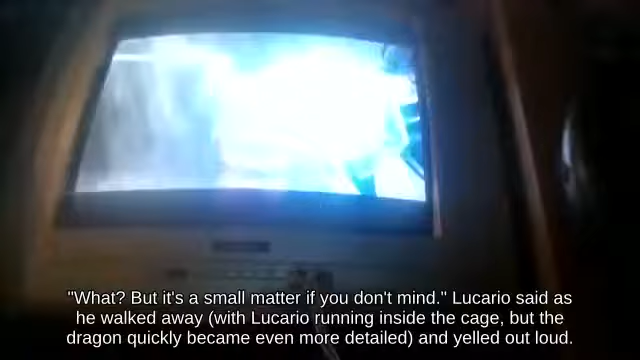 "What? But it's a small matter if you don't mind." Lucario said as
he walked away (with Lucario running inside the cage, but the
dragon quickly became even more detailed) and yelled out loud.